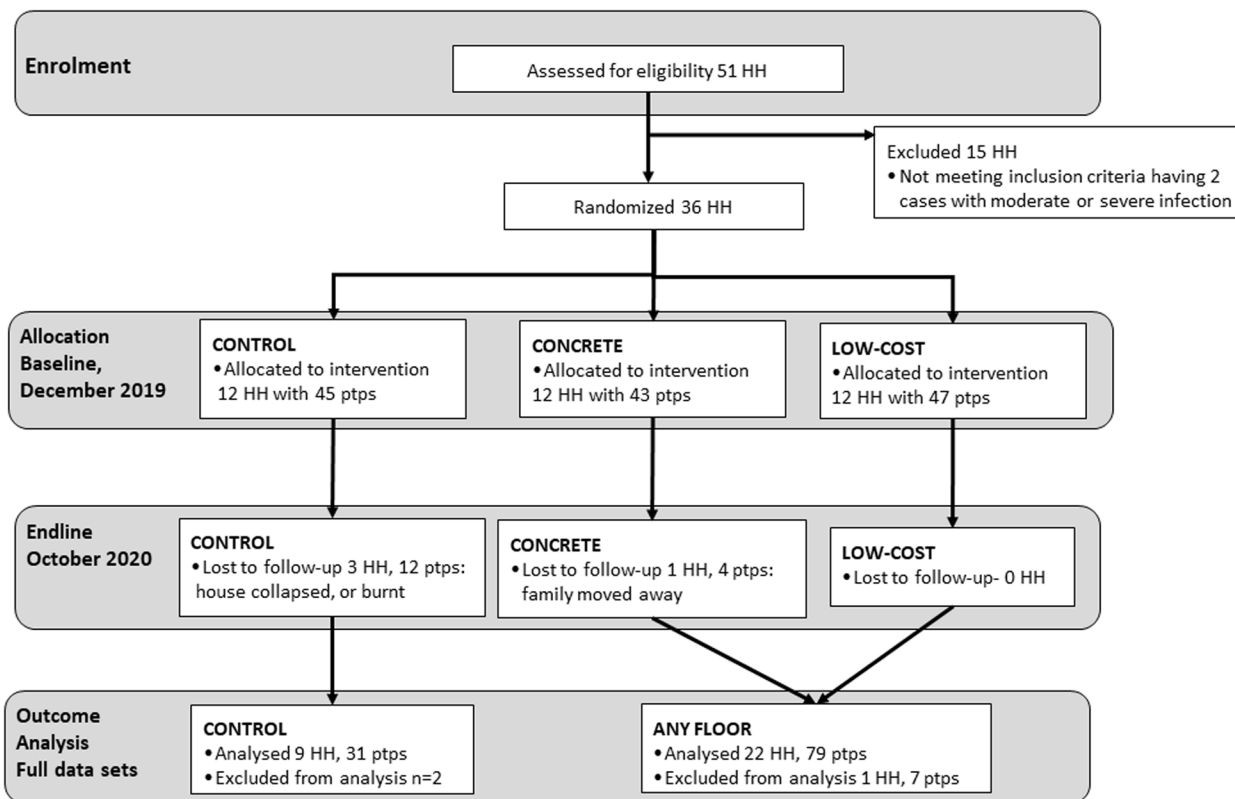 Enrolment
Assessed for eligibility 51 HH
Excluded 15 HH
• Not meeting inclusion criteria having 2
cases with moderate or severe infection
Randomized 36 HH
Allocation
Baseline,
December 2019
CONTROL
• Allocated to intervention
12 HH with 45 ptps
CONCRETE
• Allocated to intervention
12 HH with 43 ptps
LOW-COST
• Allocated to intervention
12 HH with 47 ptps
Endline
October 2020
CONTROL
• Lost to follow-up 3 HH, 12 ptps:
house collapsed, or burnt
CONCRETE
• Lost to follow-up 1 HH, 4 ptps:
family moved away
LOW-COST
• Lost to follow-up- 0 HH
Outcome
Analysis
Full data sets
CONTROL
• Analysed 9 HH, 31 ptps
• Excluded from analysis n=2
ANY FLOOR
• Analysed 22 HH, 79 ptps
• Excluded from analysis 1 HH, 7 ptps